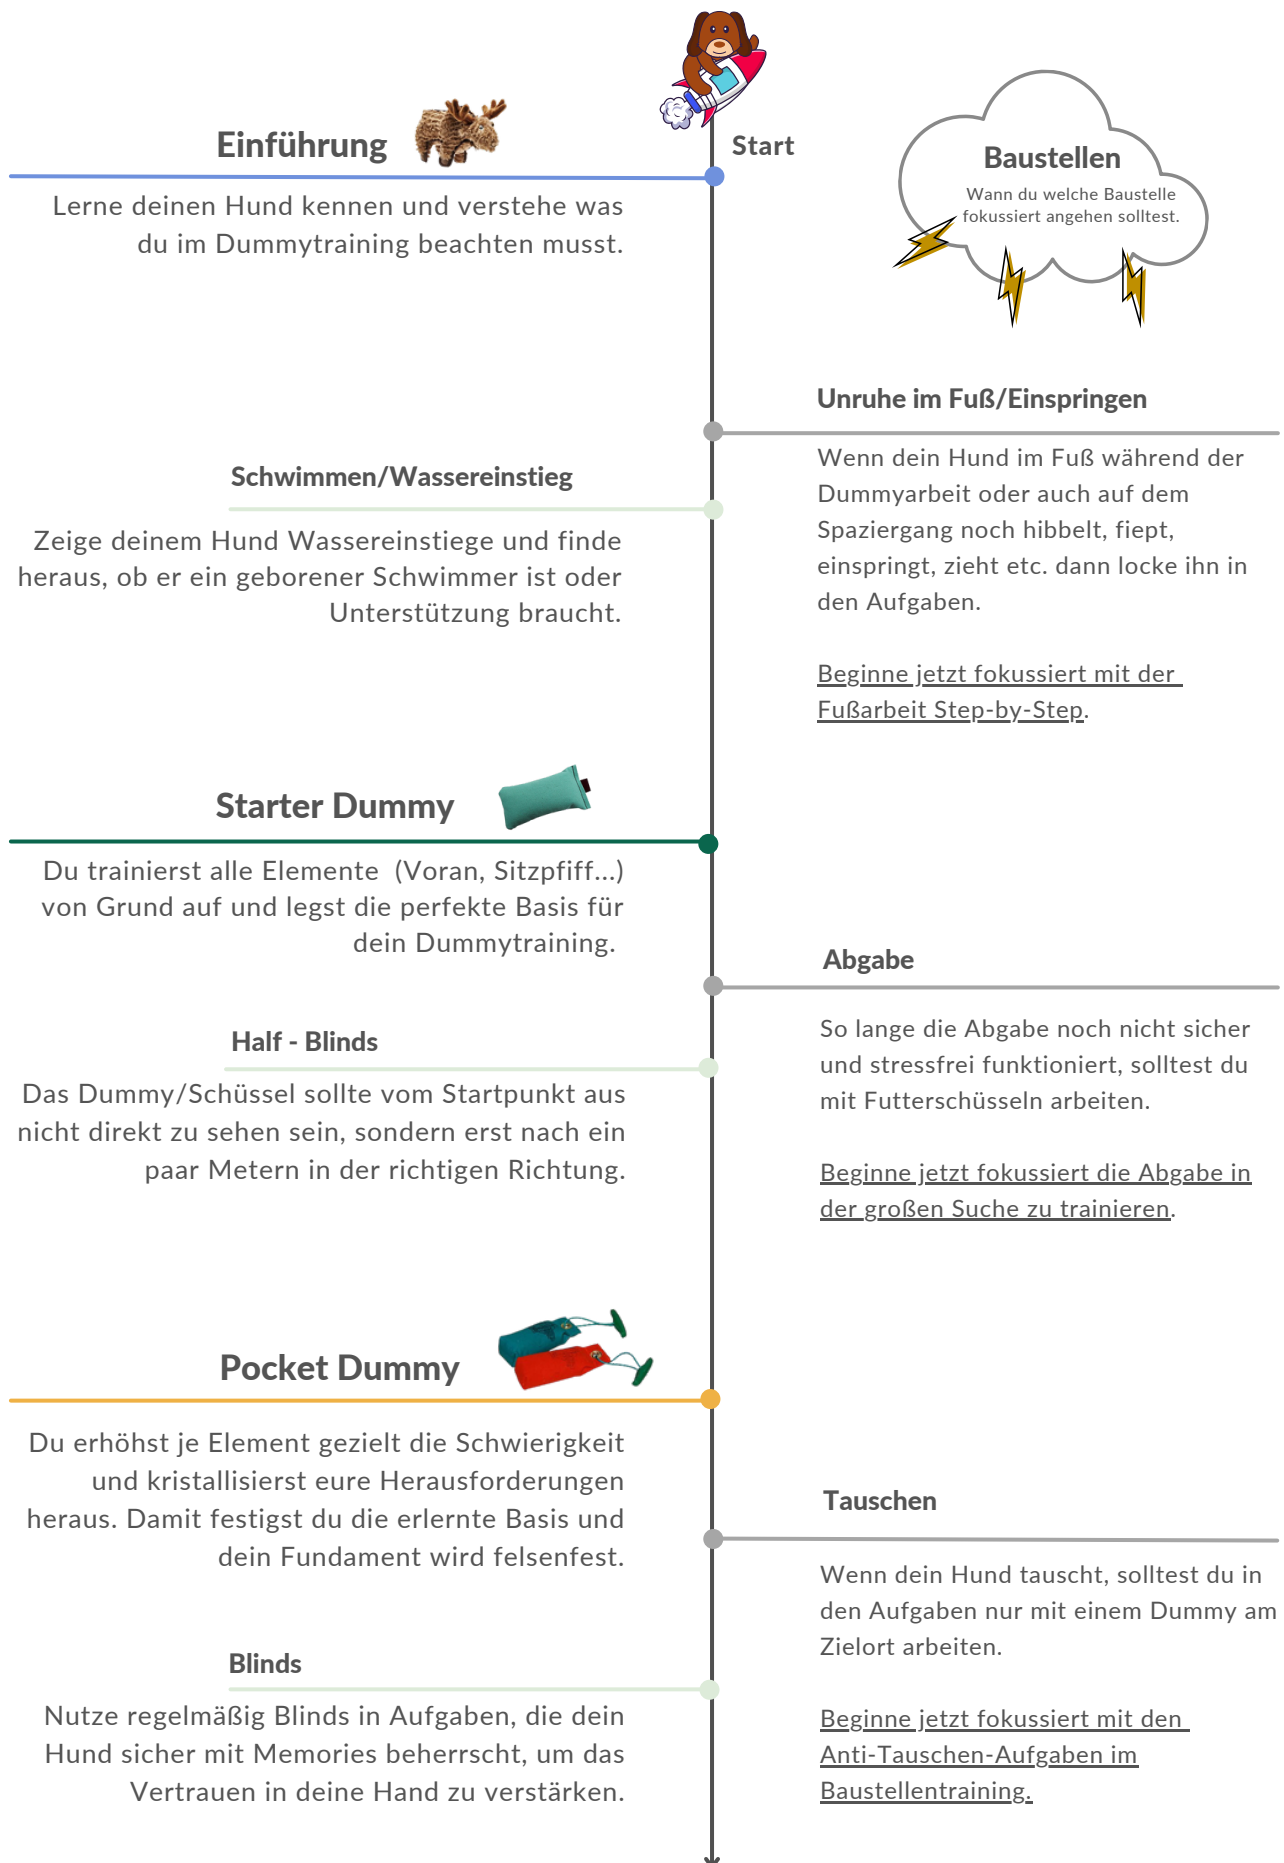 Einführung
Start
Lerne deinen Hund kennen und verstehe was
du im Dummytraining beachten musst.
Baustellen
Wann du welche Baustelle
fokussiert angehen solltest.
Unruhe im Fuß/Einspringen
Wenn dein Hund im Fuß während der
Dummyarbeit oder auch auf dem
Spaziergang noch hibbelt, fiept,
einspringt, zieht etc. dann locke ihn in
den Aufgaben.
Beginne jetzt fokussiert mit der
Fußarbeit Step-by-Step.
Schwimmen/Wassereinstieg
Zeige deinem Hund Wassereinstiege und finde
heraus, ob er ein geborener Schwimmer ist oder
Unterstützung braucht.
Starter Dummy
Du trainierst alle Elemente (Voran, Sitzpfiff...)
von Grund auf und legst die perfekte Basis für
dein Dummytraining.
Abgabe
So lange die Abgabe noch nicht sicher
und stressfrei funktioniert, solltest du
mit Futterschüsseln arbeiten.
Beginne jetzt fokussiert die Abgabe in
der großen Suche zu trainieren.
Half - Blinds
Das Dummy/Schüssel sollte vom Startpunkt aus
nicht direkt zu sehen sein, sondern erst nach ein
paar Metern in der richtigen Richtung.
Pocket Dummy
Du erhöhst je Element gezielt die Schwierigkeit
und kristallisierst eure Herausforderungen
heraus. Damit festigst du die erlernte Basis und
dein Fundament wird felsenfest.
Tauschen
Wenn dein Hund tauscht, solltest du in
den Aufgaben nur mit einem Dummy am
Zielort arbeiten.
Beginne jetzt fokussiert mit den
Anti-Tauschen-Aufgaben im
Baustellentraining.
Blinds
Nutze regelmäßig Blinds in Aufgaben, die dein
Hund sicher mit Memories beherrscht, um das
Vertrauen in deine Hand zu verstärken.